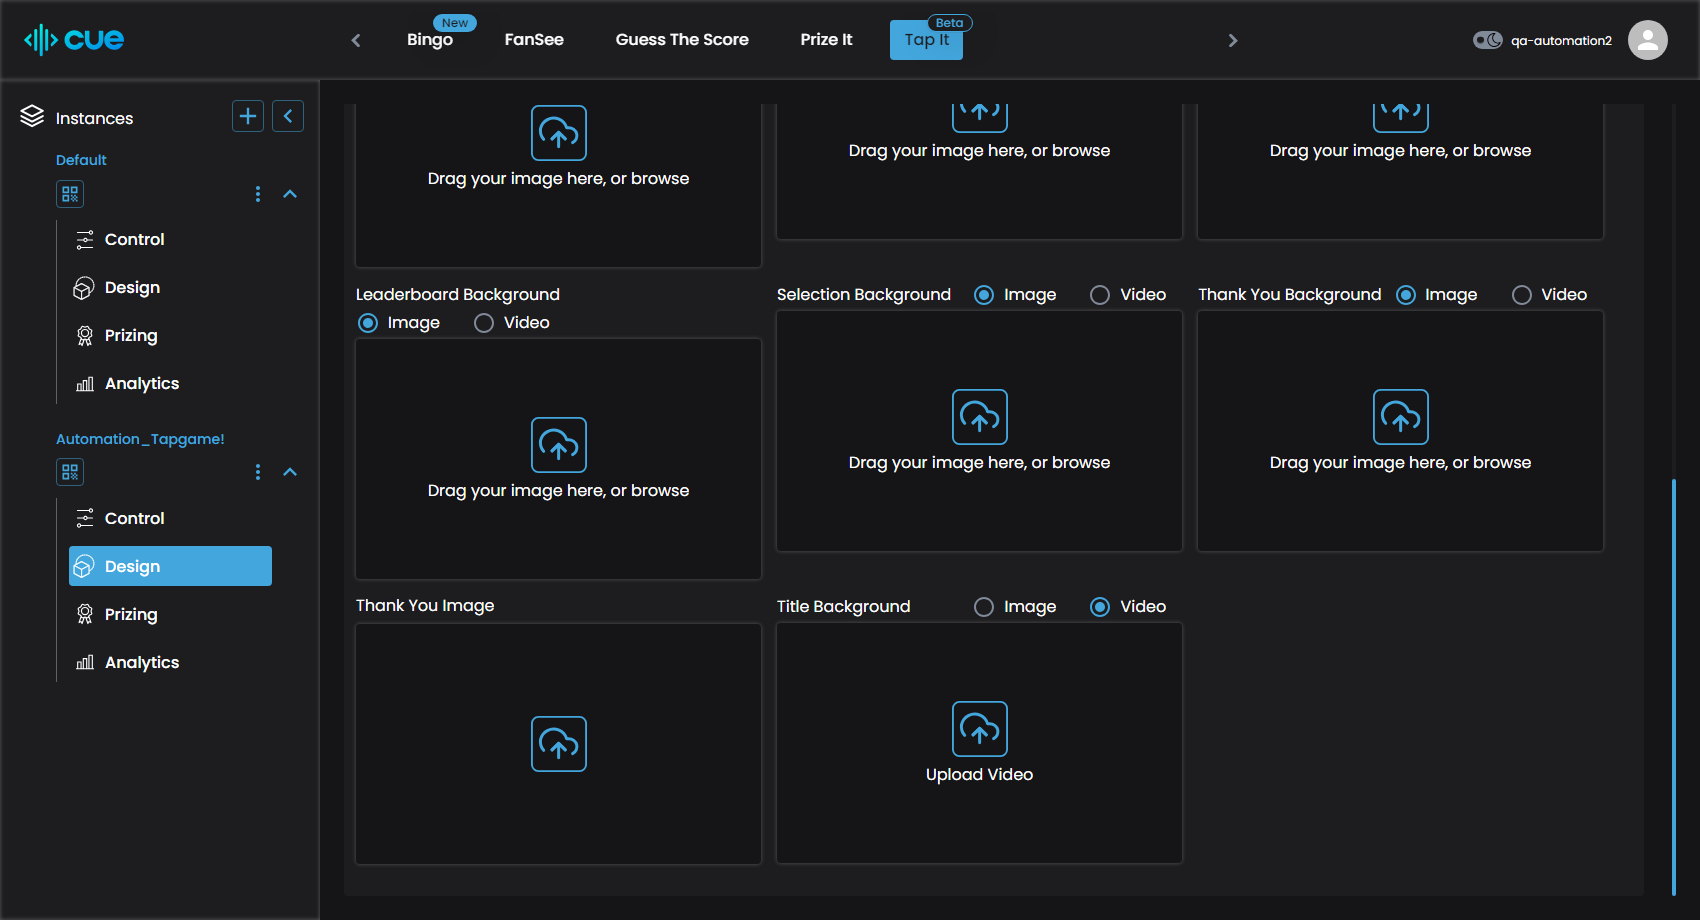 cue
Bingo
New
FanSee
Guess The Score
Prize It
Tap It
Beta
qa-automation2
Instances
Default
Control
Design
Prizing
Analytics
Automation_Tapgame!
Control
Design
Prizing
Analytics
Drag your image here, or browse
Drag your image here, or browse
Drag your image here, or browse
Leaderboard Background
Image Video
Drag your image here, or browse
Selection Background Image Video
Drag your image here, or browse
Thank You Background Image Video
Drag your image here, or browse
Thank You Image
Title Background Image Video
Upload Video